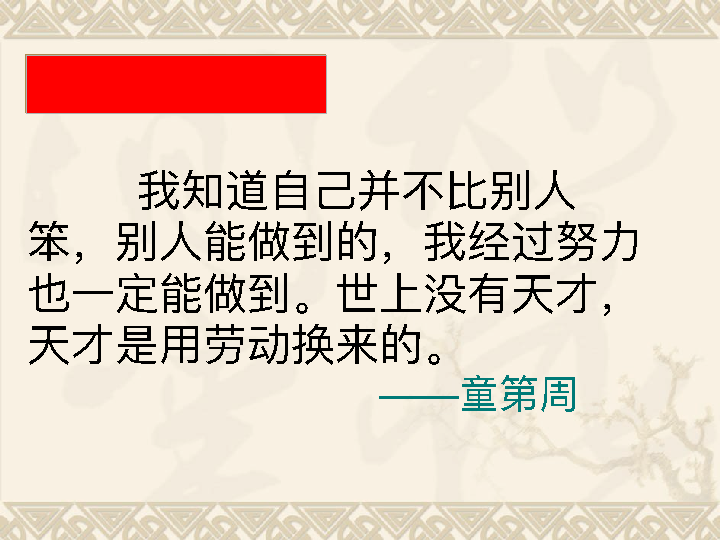 我知道自己并不比别人
笨，别人能做到的，我经过努力
也一定能做到。世上没有天才，
天才是用劳动换来的。
——童第周